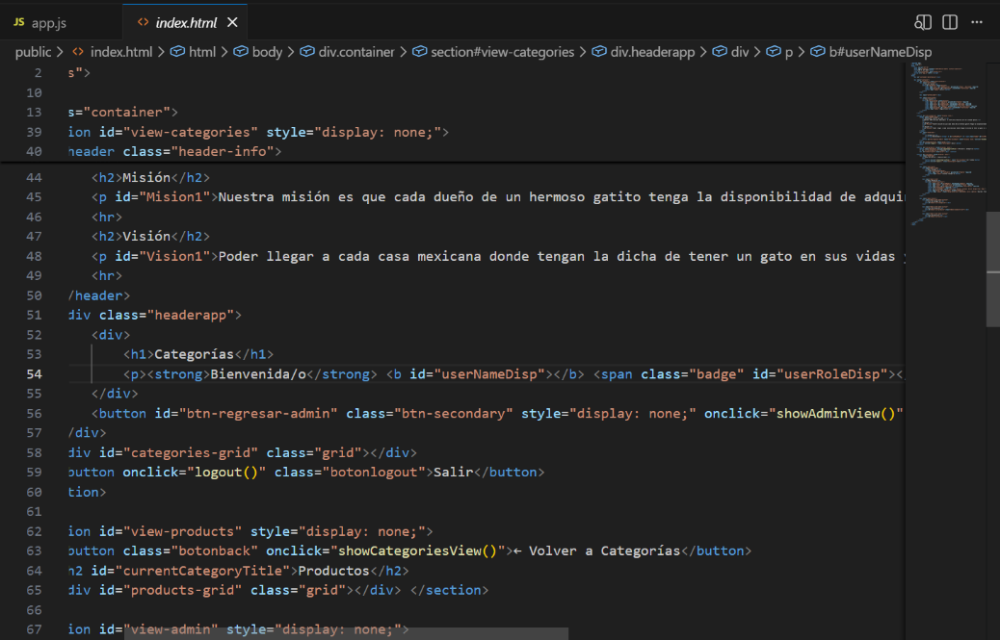 JS app.js
<> index.html ×
public > <> index.html > html > body > div.container > section#view-categories > div.headerapp > div > p > b#userNameDisp
2 s">
10
13 s="container">
39 ion id="view-categories" style="display: none;">
40 header class="header-info">
44 <h2>Misión</h2>
45 <p id="Mision1">Nuestra misión es que cada dueño de un hermoso gatito tenga la disponibilidad de adqui
46 <hr>
47 <h2>Visión</h2>
48 <p id="Vision1">Poder llegar a cada casa mexicana donde tengan la dicha de tener un gato en sus vidas
49 <hr>
50 /header>
51 div class="headerapp">
52 <div>
53 <h1>Categorías</h1>
54 <p><strong>Bienvenida/o</strong> <b id="userNameDisp"></b> <span class="badge" id="userRoleDisp"><
55 </div>
56 <button id="btn-regresar-admin" class="btn-secondary" style="display: none;" onclick="showAdminView()"
57 /div>
58 div id="categories-grid" class="grid"></div>
59 button onclick="logout()" class="botonlogout">Salir</button>
60 tion>
61
62 ion id="view-products" style="display: none;">
63 button class="botonback" onclick="showCategoriesView()">← Volver a Categorías</button>
64 h2 id="currentCategoryTitle">Productos</h2>
65 div id="products-grid" class="grid"></div> </section>
66
67 ion id="view-admin" style="display: none;">